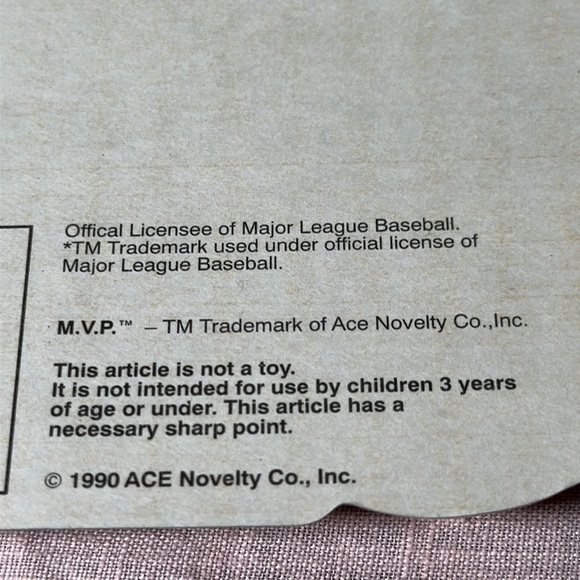 Offical Licensee of Major League Baseball.
*TM Trademark used under official license of
Major League Baseball.
M.V.P.™ – TM Trademark of Ace Novelty Co.,Inc.
This article is not a toy.
It is not intended for use by children 3 years
of age or under. This article has a
necessary sharp point.
© 1990 ACE Novelty Co., Inc.